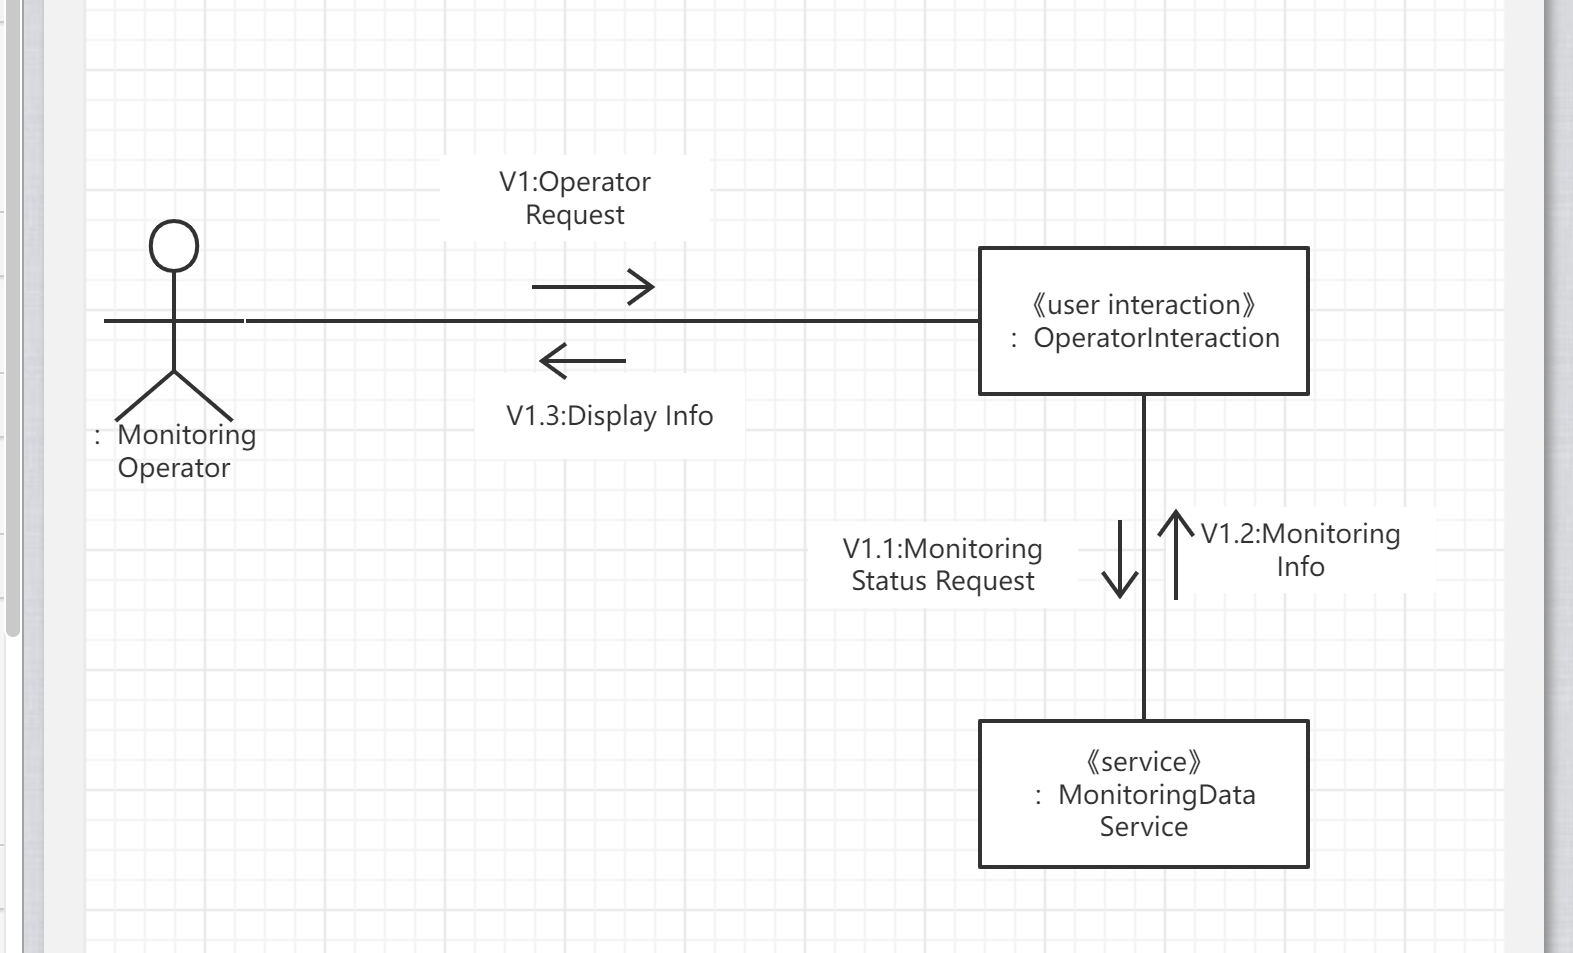 V1:Operator
Request
《user interaction》
: OperatorInteraction
V1.3:Display Info
: Monitoring
Operator
V1.1:Monitoring
Status Request
V1.2:Monitoring
Info
《service》
: MonitoringData
Service